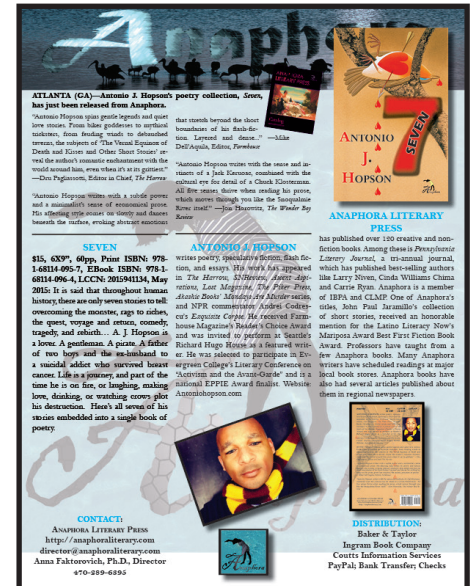 Anaphora
ATLANTA (GA)—Antonio J. Hopson's poetry collection, Seven,
has just been released from Anaphora.
"Antonio Hopson spins gentle legends and quiet
love stories. From biker goddesses to mythical
tricksters, from feuding winds to debauched
taverns, the subjects of 'The Vernal Equinox of
Death and Kisses and Other Short Stories' re-
veal the author's romantic enchantment with the
world around him, even when it's at its grittiest."
"Antonio Hopson writes with a subtle power
and a minimalist's sense of economical prose.
His affecting style comes on slowly and dances
beneath the surface, evoking abstract emotions
that stretch beyond the short
boundaries of his flash-fic-
tion. Layered and dense..." —Mike
Dell'Aquila, Editor, Farmhouse
"Antonio Hopson writes with the sense and in-
stincts of a Jack Kerouac, combined with the
cultural eye for detail of a Chuck Klosterman.
All five senses thrive when reading his prose,
which moves through you like the Snoqualmie
River itself." —Jon Horowitz, The Wonder Bay
Review
ANTONIO
J.
HOPSON
7
SEVEN
SEVEN
$15, 6X9", 60pp, Print ISBN: 978-
1-68114-095-7, EBook ISBN: 978-1-
68114-096-4, LCCN: 2015941134, May
2015: It is said that throughout human
history, there are only seven stories to tell:
overcoming the monster, rags to riches,
the quest, voyage and return, comedy,
tragedy, and rebirth… A. J. Hopson is
a lover. A gentleman. A pirate. A father
of two boys and the ex-husband to
a suicidal addict who survived breast
cancer. Life is a journey, and part of the
time he is on fire, or laughing, making
love, drinking, or watching crows plot
his destruction. Here's all seven of his
stories embedded into a single book of
poetry.
ANTONIO J. HOPSON
writes poetry, speculative fiction, flash fic-
tion, and essays. His work has appeared
in The Harrow, SNReview, Ascent Aspi-
rations, Lost Magazine, The Piker Press,
Akashic Books' Mondays Are Murder series,
and NPR commentator Andrei Codres-
cu's Exquisite Corpse. He received Farm-
house Magazine's Reader's Choice Award
and was invited to perform at Seattle's
Richard Hugo House as a featured writ-
er. He was selected to participate in Ev-
ergreen College's Literary Conference on
"Activism and the Avant-Garde" and is a
national EPPIE Award finalist. Website:
Antoniohopson.com
ANAPHORA LITERARY
PRESS
has published over 120 creative and non-
fiction books. Among these is Pennsylvania
Literary Journal, a tri-annual journal,
which has published best-selling authors
like Larry Niven, Cinda Williams Chima
and Carrie Ryan. Anaphora is a member
of IBPA and CLMP. One of Anaphora's
titles, John Paul Jaramillo's collection
of short stories, received an honorable
mention for the Latino Literacy Now's
Mariposa Award Best First Fiction Book
Award. Professors have taught from a
few Anaphora books. Many Anaphora
writers have scheduled readings at major
local book stores. Anaphora books have
also had several articles published about
them in regional newspapers.
CONTACT:
ANAPHORA LITERARY PRESS
http://anaphoraliterary.com
director@anaphoraliterary.com
Anna Faktorovich, Ph.D., Director
470-289-6395
Anaphora
DISTRIBUTION:
Baker & Taylor
Ingram Book Company
Coutts Information Services
PayPal; Bank Transfer; Checks